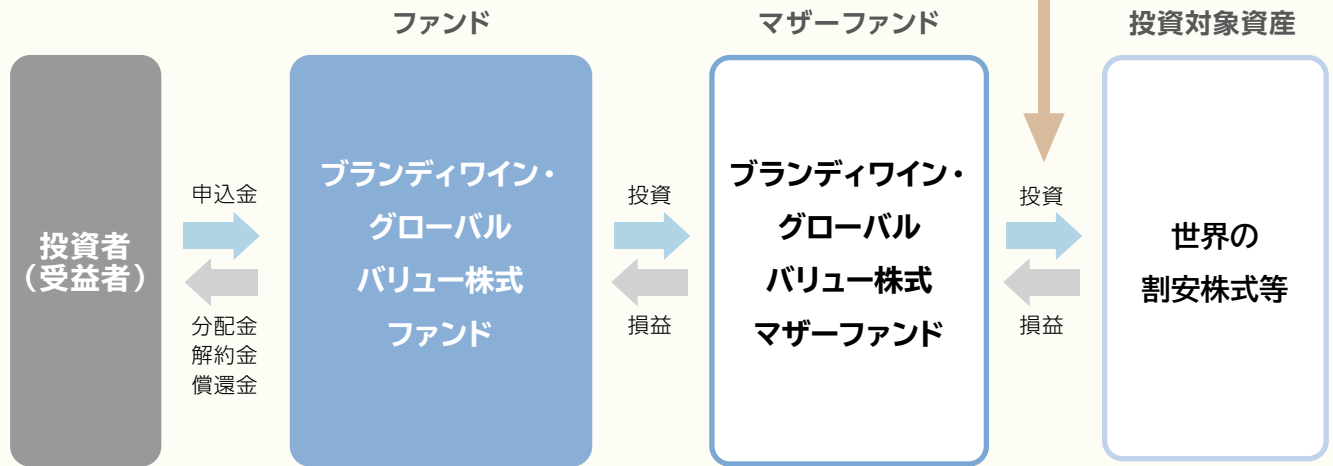 ファンド
マザーファンド
投資対象資産
投資者
（受益者）
申込金
分配金
解約金
償還金
ブランディワイン・
グローバル
バリュー株式
ファンド
投資
損益
ブランディワイン・
グローバル
バリュー株式
マザーファンド
投資
損益
世界の
割安株式等